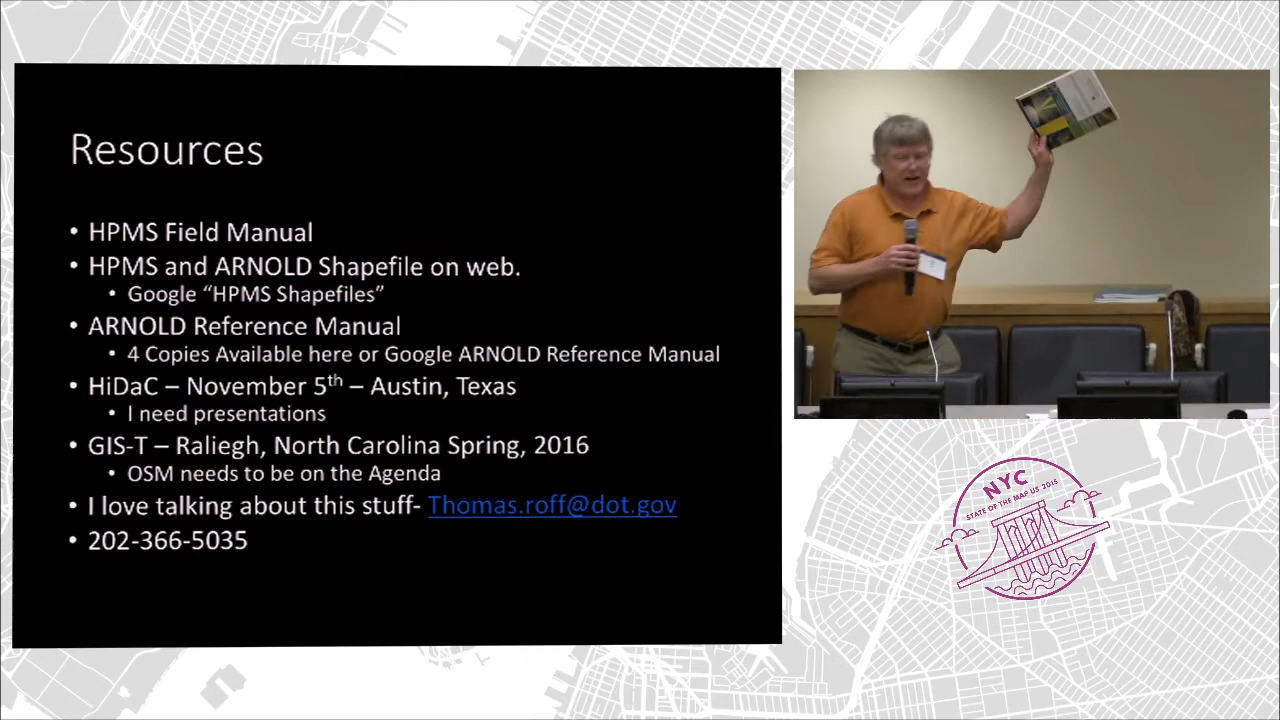 Resources
• HPMS Field Manual
• HPMS and ARNOLD Shapefile on web.
• Google “HPMS Shapefiles”
• ARNOLD Reference Manual
• 4 Copies Available here or Google ARNOLD Reference Manual
• HiDaC – November 5th – Austin, Texas
• I need presentations
• GIS-T – Raliegh, North Carolina Spring, 2016
• OSM needs to be on the Agenda
• I love talking about this stuff- Thomas.roff@dot.gov
• 202-366-5035
NYC
STATE OF THE MAP US 2015